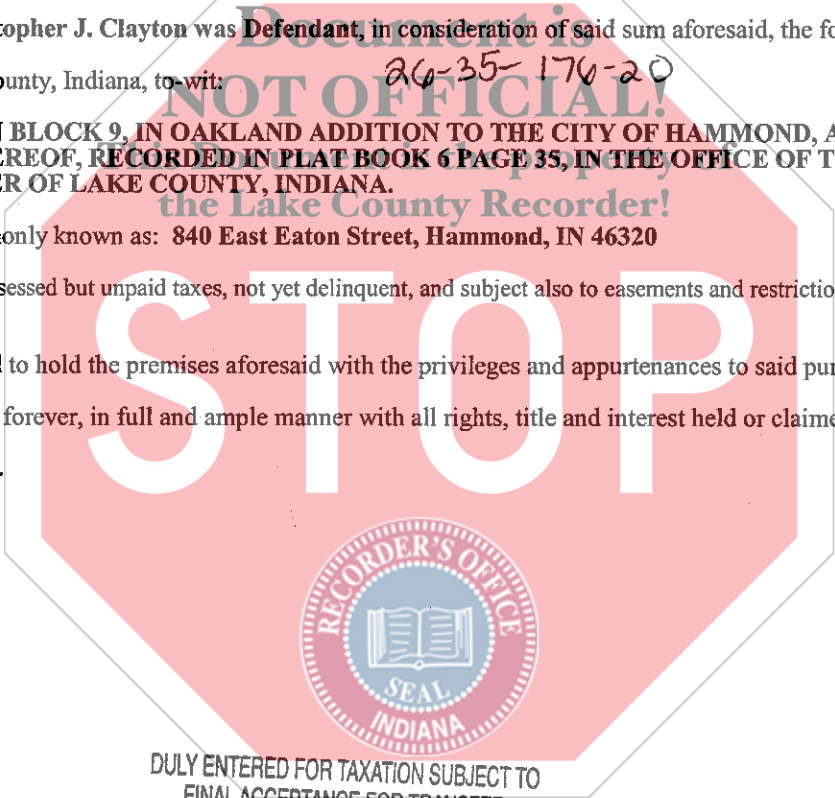 topher J. Clayton was Defendant, in consideration of said sum aforesaid, the fo
Document is
ounty, Indiana, to-wit:
26-35-176-20
NOT OFFICIAL!
BLOCK 9, IN OAKLAND ADDITION TO THE CITY OF HAMMOND, A
EREOF, RECORDED IN PLAT BOOK 6 PAGE 35, IN THE OFFICE OF T
This Document is the property of
ER OF LAKE COUNTY, INDIANA.
the Lake County Recorder!
only known as: 840 East Eaton Street, Hammond, IN 46320
sessed but unpaid taxes, not yet delinquent, and subject also to easements and restrictio
to hold the premises aforesaid with the privileges and appurtenances to said pur
forever, in full and ample manner with all rights, title and interest held or claime
STOP
RECORDER'S OFFICE
SEAL
INDIANA
DULY ENTERED FOR TAXATION SUBJECT TO
FINAL ACCEPTANCE FOR TRANSFER